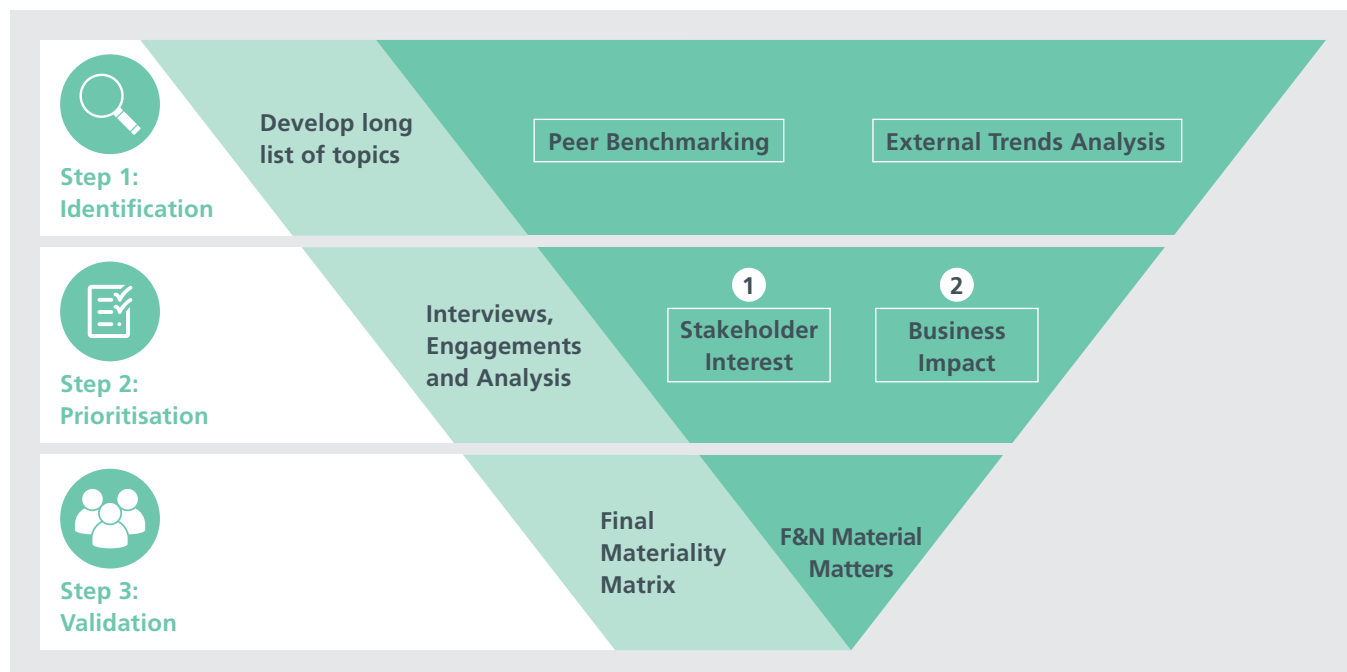 Step 1:
Identification
Develop long
list of topics
Peer Benchmarking
External Trends Analysis
Step 2:
Prioritisation
Interviews,
Engagements
and Analysis
1
Stakeholder
Interest
2
Business
Impact
Step 3:
Validation
Final
Materiality
Matrix
F&N Material
Matters